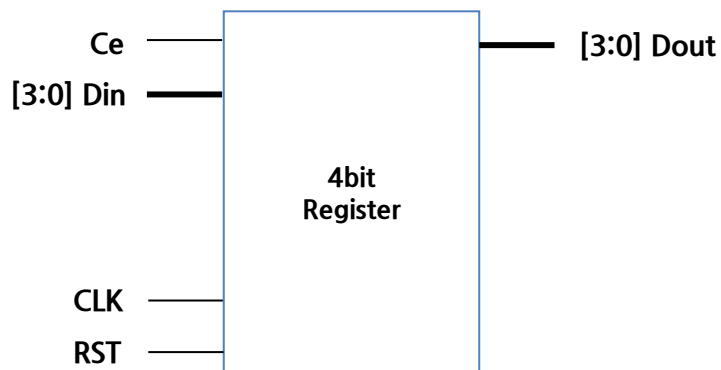 Ce
[3:0] Dout
[3:0] Din
4bit
Register
CLK
RST